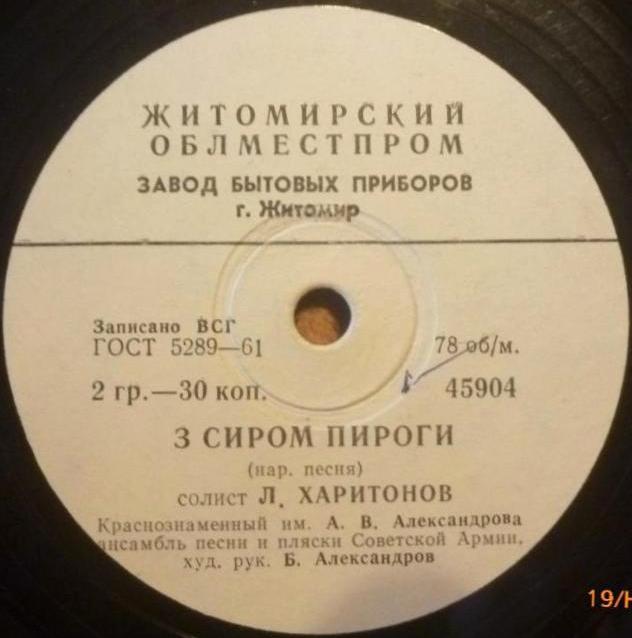 ЖИТОМИРСКИЙ
ОБЛМЕСТПРОМ
ЗАВОД БЫТОВЫХ ПРИБОРОВ
г. Житомир
Записано ВСГ
ГОСТ 5289—61 78 об/м.
2 гр.—30 коп. 45904
З СИРОМ ПИРОГИ
(нар. песня)
солист Л. ХАРИТОНОВ
Краснознаменный им. А. В. Александрова
ансамбль песни и пляски Советской Армии,
худ. рук. Б. Александров